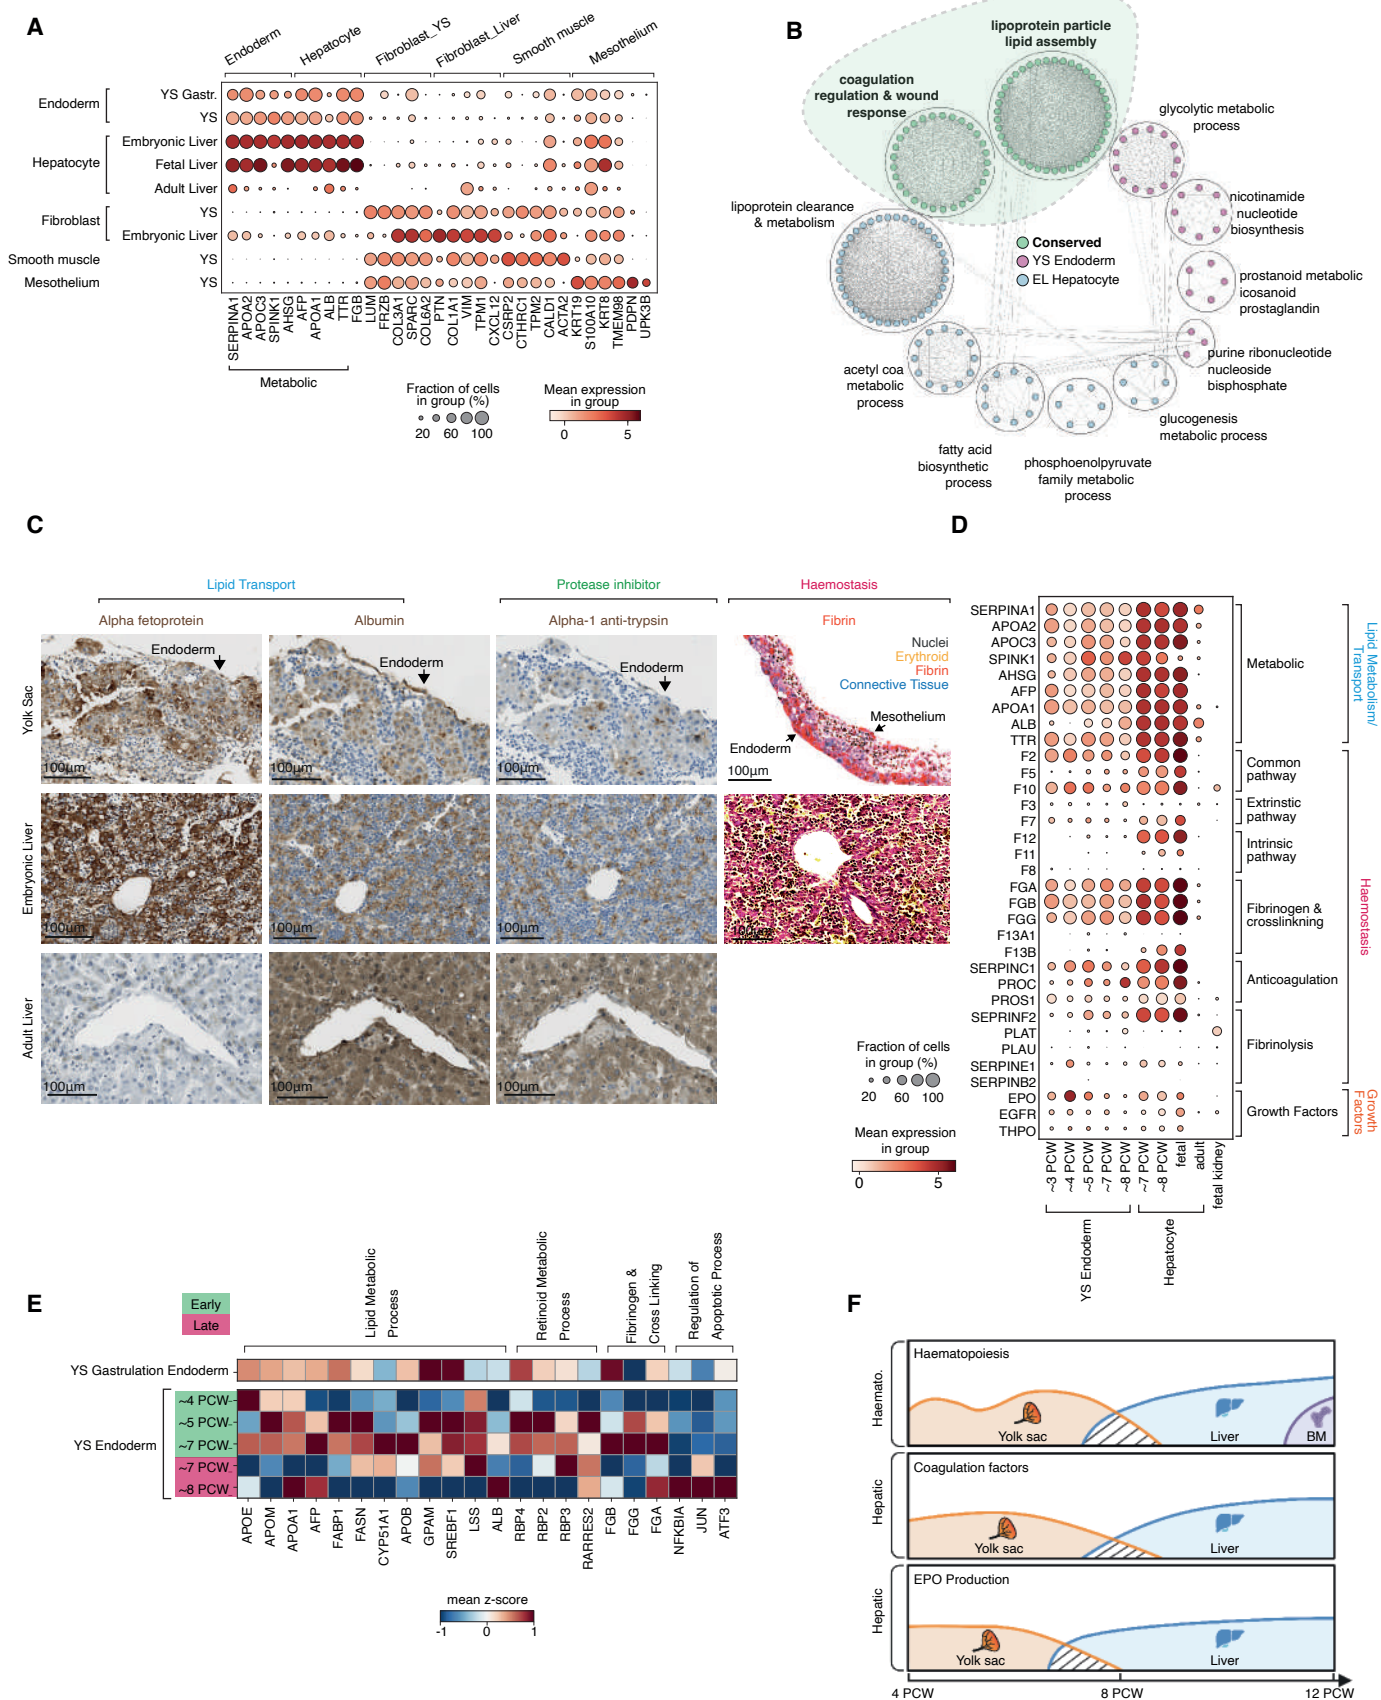 A
Endoderm
Hepatocyte
Fibroblast_YS
Fibroblast_Liver
Smooth muscle
Mesothelium
Endoderm
YS Gastr.
YS
Hepatocyte
Embryonic Liver
Fetal Liver
Adult Liver
Fibroblast
YS
Embryonic Liver
Smooth muscle
YS
Mesothelium
YS
SERPINA1
APOA2
APOC3
SPINK1
AHSG
AFP
APOA1
ALB
TTR
FGB
LUM
FRZB
COL3A1
SPARC
COL6A2
PTN
COL1A1
VIM
TPM1
CXCL12
CSRP2
CTHRC1
TPM2
CALD1
ACTA2
KRT19
S100A10
KRT8
TMEM98
PDPN
UPK3B
Metabolic
Fraction of cells
in group (%)
20 60 100
Mean expression
in group
0 5
B
lipoprotein particle
lipid assembly
coagulation
regulation & wound
response
glycolytic metabolic
process
lipoprotein clearance
& metabolism
nicotinamide
nucleotide
biosynthesis
Conserved
YS Endoderm
EL Hepatocyte
prostanoid metabolic
icosanoid
prostaglandin
purine ribonucleotide
nucleoside
bisphosphate
acetyl coa
metabolic
process
glucogenesis
metabolic process
fatty acid
biosynthetic
process
phosphoenolpyruvate
family metabolic
process
C
Lipid Transport
Protease inhibitor
Haemostasis
Alpha fetoprotein
Albumin
Alpha-1 anti-trypsin
Fibrin
Yolk Sac
Endoderm
100µm
Endoderm
100µm
Endoderm
100µm
Nuclei
Erythroid
Fibrin
Connective Tissue
Mesothelium
Endoderm
100µm
Embryonic Liver
100µm
100µm
100µm
100µm
Adult Liver
100µm
100µm
100µm
D
SERPINA1
APOA2
APOC3
SPINK1
AHSG
AFP
APOA1
ALB
TTR
F2
F5
F10
F3
F7
F12
F11
F8
FGA
FGB
FGG
F13A1
F13B
SERPINC1
PROC
PROS1
SEPRINF2
PLAT
PLAU
SERPINE1
SERPINB2
EPO
EGFR
THPO
Metabolic
Common
pathway
Extrinstic
pathway
Intrinsic
pathway
Fibrinogen &
crosslinkning
Anticoagulation
Fibrinolysis
Growth Factors
Lipid Metabolism/
Transport
Haemostasis
Growth
Factors
~3 PCW
~4 PCW
~5 PCW
~7 PCW
~8 PCW
~7 PCW
~8 PCW
fetal
adult
fetal kidney
YS Endoderm
Hepatocyte
Fraction of cells
in group (%)
20 60 100
Mean expression
in group
0 5
E
Early
Late
Lipid Metabolic
Process
Retinoid Metabolic
Process
Fibrinogen &
Cross Linking
Regulation of
Apoptotic Process
YS Gastrulation Endoderm
YS Endoderm
~4 PCW
~5 PCW
~7 PCW
~7 PCW
~8 PCW
APOE
APOM
APOA1
AFP
FABP1
FASN
CYP51A1
APOB
GPAM
SREBF1
LSS
ALB
RBP4
RBP2
RBP3
RARRES2
FGB
FGG
FGA
NFKBIA
JUN
ATF3
mean z-score
-1 0 1
F
Haemato.
Haematopoiesis
Yolk sac
Liver
BM
Hepatic
Coagulation factors
Yolk sac
Liver
Hepatic
EPO Production
Yolk sac
Liver
4 PCW
8 PCW
12 PCW